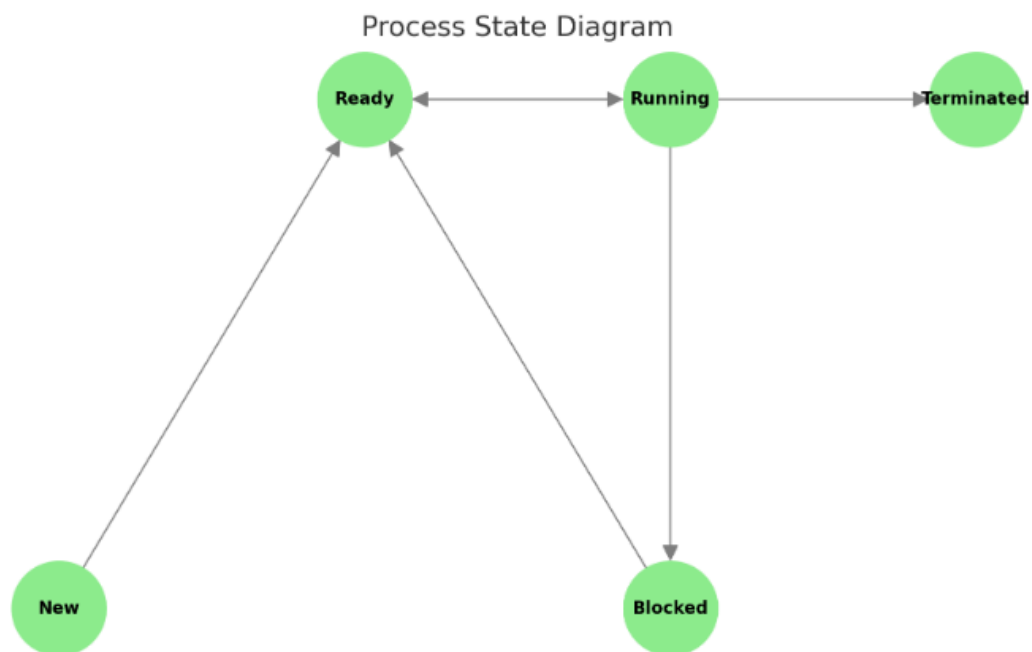 Process State Diagram
Ready
Running
Terminated
New
Blocked